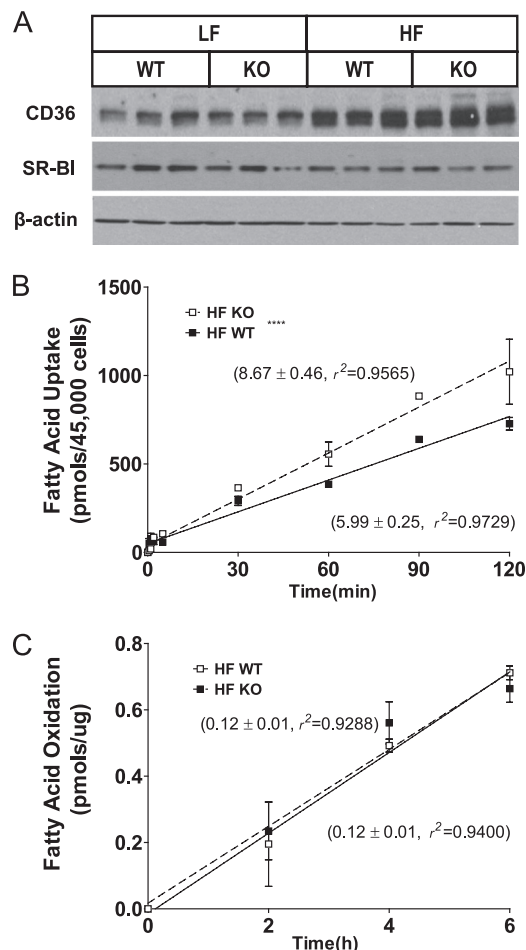 A
LF HF
WT KO WT KO
CD36
SR-BI
β-actin
B
1500
1000
500
0
Fatty Acid Uptake
(pmols/45,000 cells)
HF KO
HF WT ****
(8.67 ± 0.46, r²=0.9565)
(5.99 ± 0.25, r²=0.9729)
0 30 60 90 120
Time(min)
C
0.8
0.6
0.4
0.2
0.0
Fatty Acid Oxidation
(pmols/ug)
HF WT
HF KO
(0.12 ± 0.01, r²=0.9288)
(0.12 ± 0.01, r²=0.9400)
0 2 4 6
Time(h)